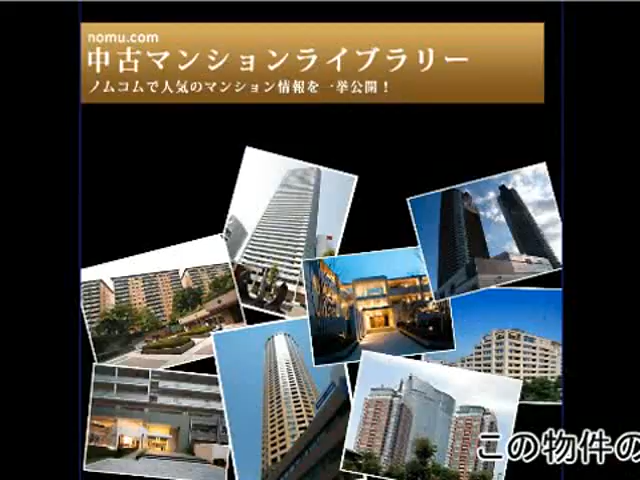 nomu.com
中古マンションライブラリー
ノムコムで人気のマンション情報を一挙公開！
この物件の